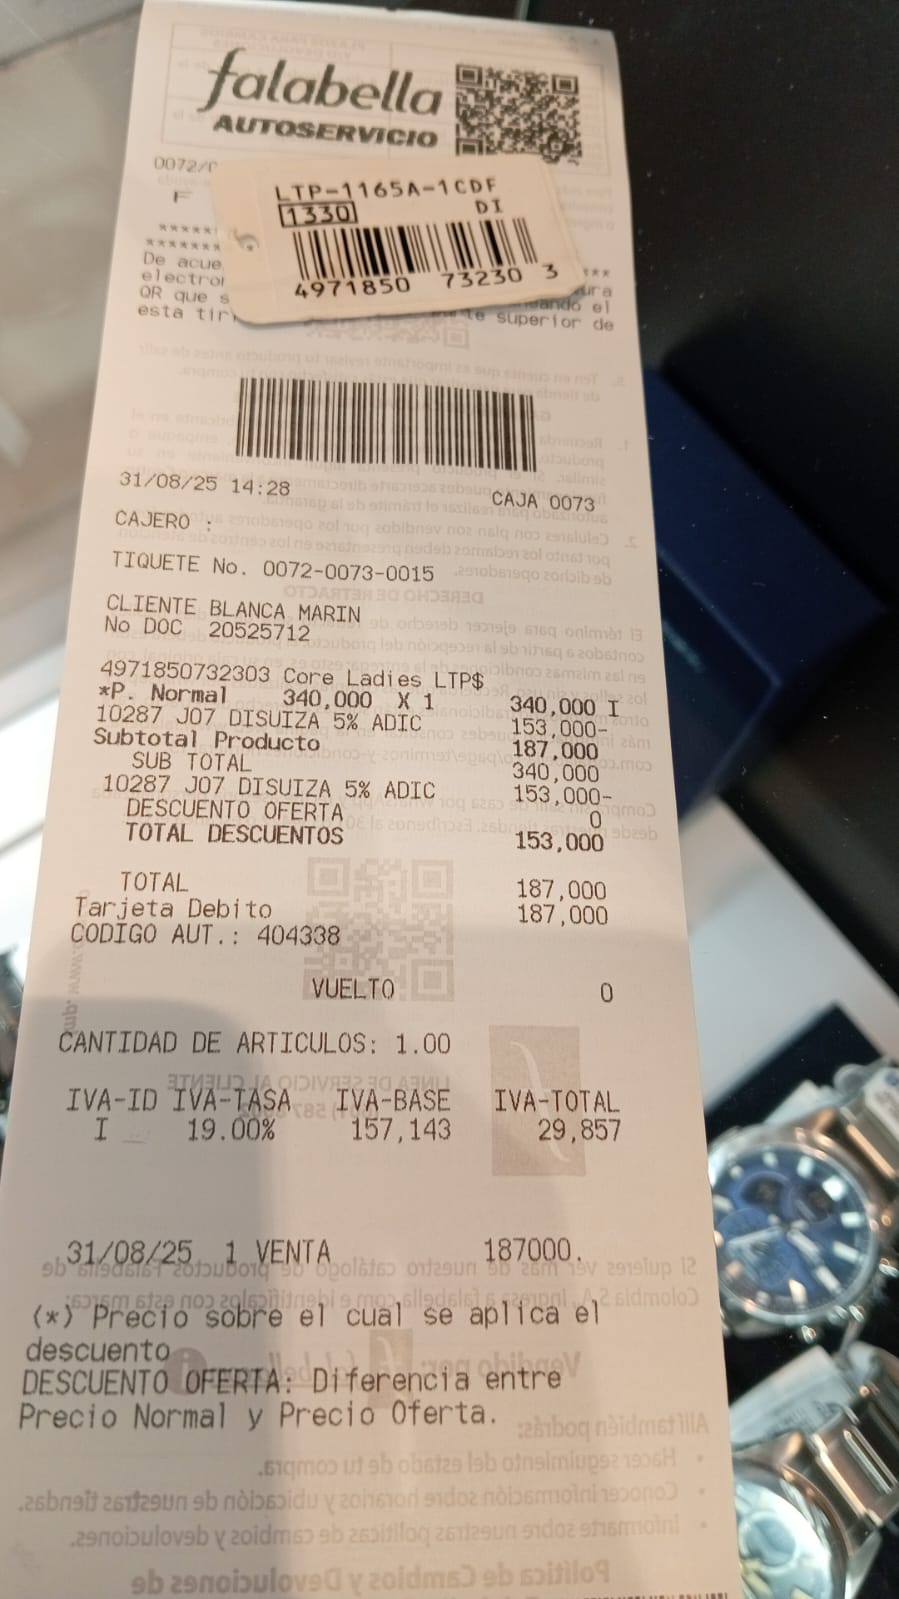 falabella
AUTOSERVICIO
0072/
LTP-1165A-1CDF
1330 DI
4971850 73230 3
F
*****
*******
***
De acue
electror
ura
QR que s
eando el
esta tir
te superior de
31/08/25 14:28 CAJA 0073
CAJERO :
TIQUETE No. 0072-0073-0015
CLIENTE BLANCA MARIN
No DOC 20525712
4971850732303 Core Ladies LTP$
*P. Normal 340,000 X 1 340,000 I
10287 J07 DISUIZA 5% ADIC 153,000-
Subtotal Producto 187,000
SUB TOTAL 340,000
10287 J07 DISUIZA 5% ADIC 153,000-
DESCUENTO OFERTA 0
TOTAL DESCUENTOS 153,000
TOTAL 187,000
Tarjeta Debito 187,000
CODIGO AUT.: 404338
VUELTO 0
CANTIDAD DE ARTICULOS: 1.00
IVA-ID IVA-TASA IVA-BASE IVA-TOTAL
I 19.00% 157,143 29,857
31/08/25 1 VENTA 187000.
(*) Precio sobre el cual se aplica el
descuento
DESCUENTO OFERTA: Diferencia entre
Precio Normal y Precio Oferta.